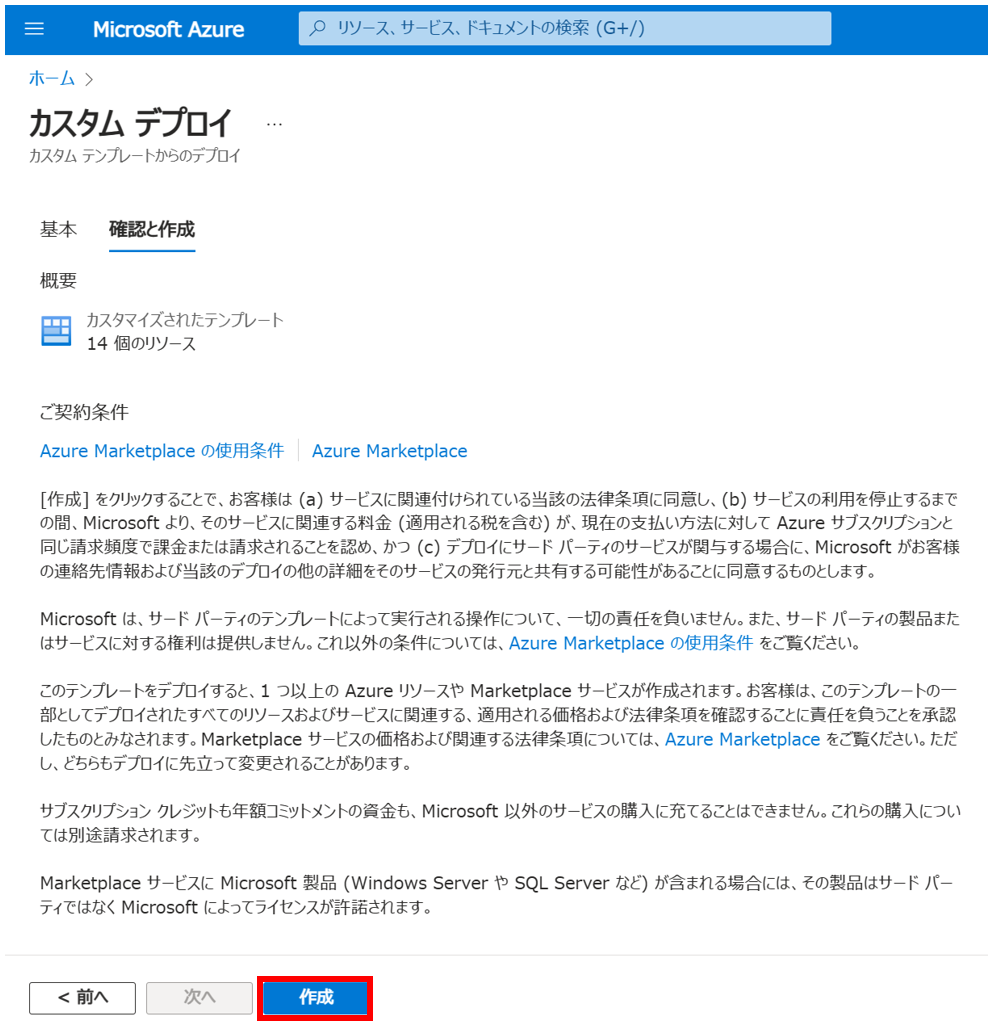 Microsoft Azure
リソース、サービス、ドキュメントの検索 (G+/)
ホーム >
カスタム デプロイ ...
カスタム テンプレートからのデプロイ
基本 確認と作成
概要
カスタマイズされたテンプレート
14 個のリソース
ご契約条件
Azure Marketplace の使用条件 Azure Marketplace
[作成] をクリックすることで、お客様は (a) サービスに関連付けられている当該の法律条項に同意し、(b) サービスの利用を停止するまで
の間、Microsoft より、そのサービスに関連する料金 (適用される税を含む) が、現在の支払い方法に対して Azure サブスクリプションと
同じ請求頻度で課金または請求されることを認め、かつ (c) デプロイにサード パーティのサービスが関与する場合に、Microsoft がお客様
の連絡先情報および当該のデプロイの他の詳細をそのサービスの発行元と共有する可能性があることに同意するものとします。
Microsoft は、サード パーティのテンプレートによって実行される操作について、一切の責任を負いません。また、サード パーティの製品また
はサービスに対する権利は提供しません。これ以外の条件については、Azure Marketplace の使用条件 をご覧ください。
このテンプレートをデプロイすると、1 つ以上の Azure リソースや Marketplace サービスが作成されます。お客様は、このテンプレートの一
部としてデプロイされたすべてのリソースおよびサービスに関連する、適用される価格および法律条項を確認することに責任を負うことを承認
したものとみなされます。Marketplace サービスの価格および関連する法律条項については、Azure Marketplace をご覧ください。ただ
し、どちらもデプロイに先立って変更されることがあります。
サブスクリプション クレジットも年額コミットメントの資金も、Microsoft 以外のサービスの購入に充てることはできません。これらの購入につい
ては別途請求されます。
Marketplace サービスに Microsoft 製品 (Windows Server や SQL Server など) が含まれる場合には、その製品はサード パー
ティではなく Microsoft によってライセンスが許諾されます。
< 前へ 次へ 作成